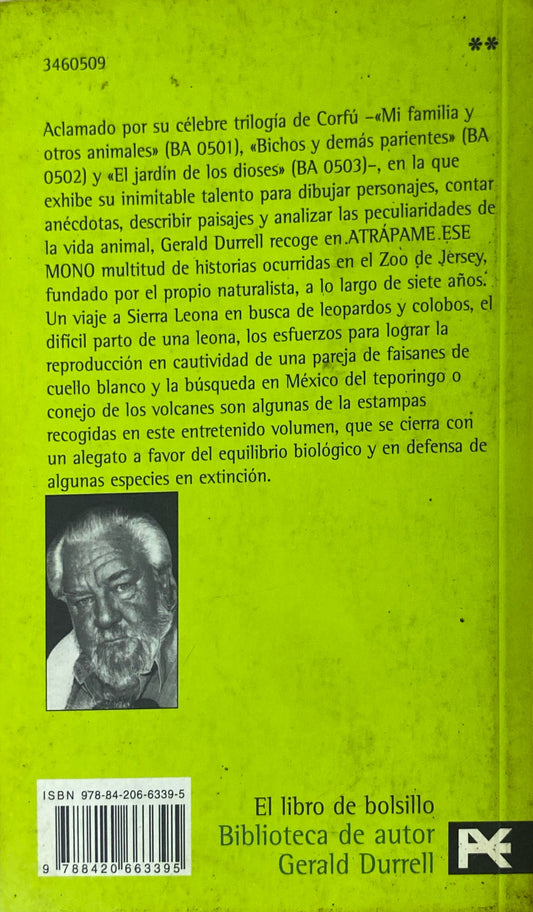 3460509
**
Aclamado por su célebre trilogía de Corfú –«Mi familia y
otros animales» (BA 0501), «Bichos y demás parientes» (BA
0502) y «El jardín de los dioses» (BA 0503)–, en la que
exhibe su inimitable talento para dibujar personajes, contar
anécdotas, describir paisajes y analizar las peculiaridades de
la vida animal, Gerald Durrell recoge en ATRÁPAME ESE
MONO multitud de historias ocurridas en el Zoo de Jersey,
fundado por el propio naturalista, a lo largo de siete años.
Un viaje a Sierra Leona en busca de leopardos y colobos, el
difícil parto de una leona, los esfuerzos para lograr la
reproducción en cautividad de una pareja de faisanes de
cuello blanco y la búsqueda en México del teporingo o
conejo de los volcanes son algunas de la estampas
recogidas en este entretenido volumen, que se cierra con
un alegato a favor del equilibrio biológico y en defensa de
algunas especies en extinción.
ISBN 978-84-206-6339-5
9 788420 663395
El libro de bolsillo
Biblioteca de autor
Gerald Durrell